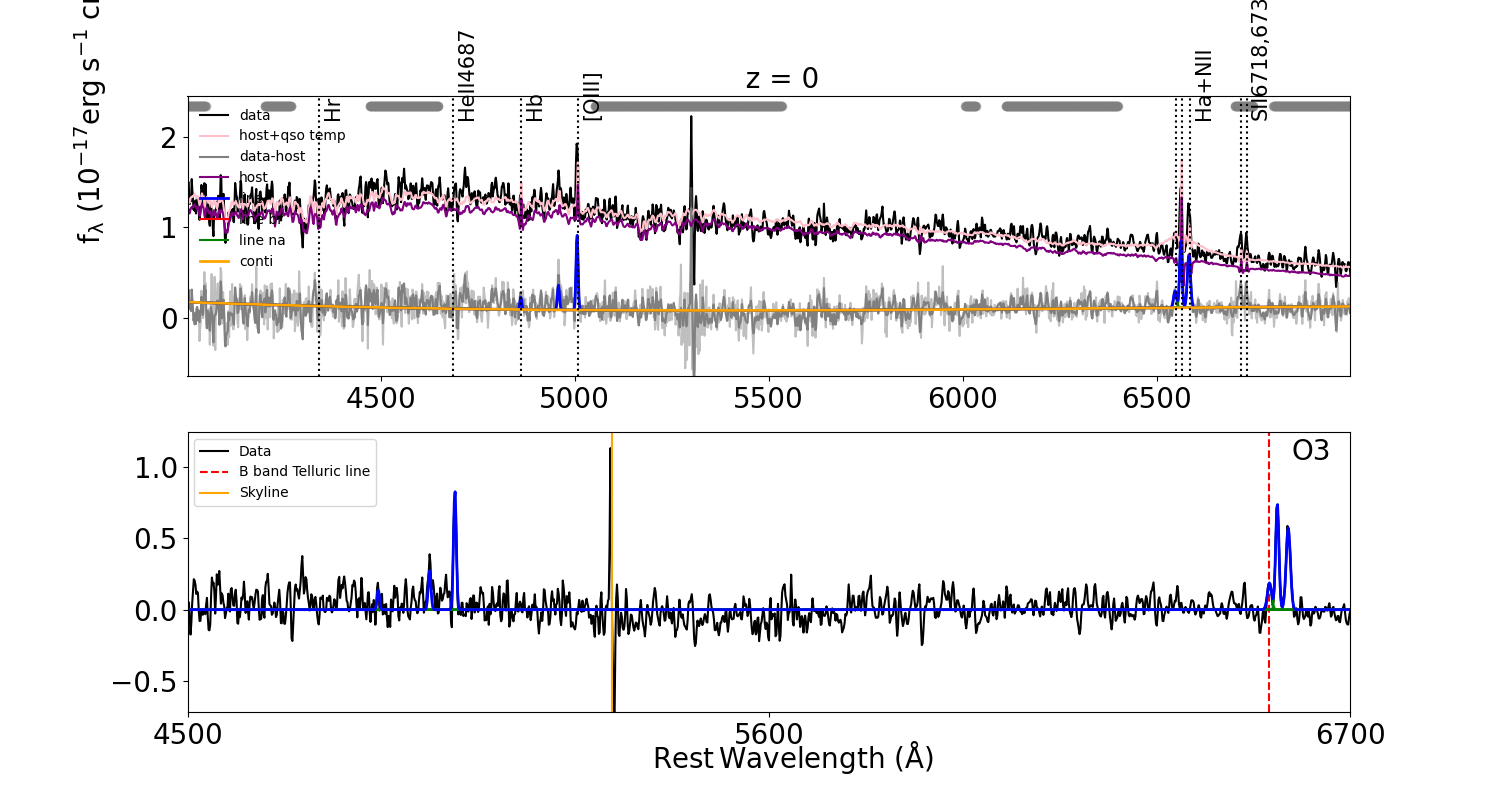 z = 0
fλ (10−17erg s−1 c
Hr
HeII4687
Hb
[OIII]
Ha+NII
SII6718,673
data
host+qso temp
data-host
host
line na
conti
2
1
0
4500 5000 5500 6000 6500
O3
Data
B band Telluric line
Skyline
1.0
0.5
0.0
−0.5
4500 5600 6700
Rest Wavelength (Å)